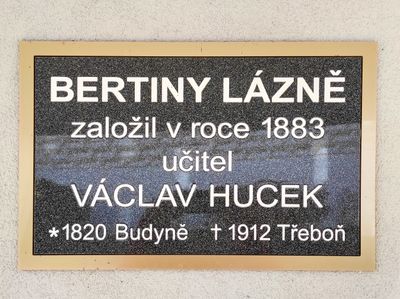 BERTINY LÁZNĚ
založil v roce 1883
učitel
VÁCLAV HUCEK
*1820 Budyně †1912 Třeboň